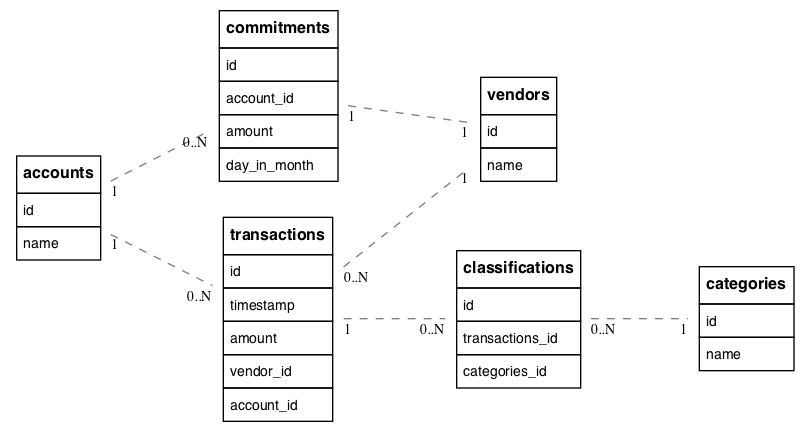 commitments
id
account_id
amount
day_in_month
vendors
id
name
1
1
0..N
1
accounts
id
name
1
0..N
transactions
id
timestamp
amount
vendor_id
account_id
1
0..N
classifications
id
transactions_id
categories_id
1
0..N
categories
id
name
0..N
1